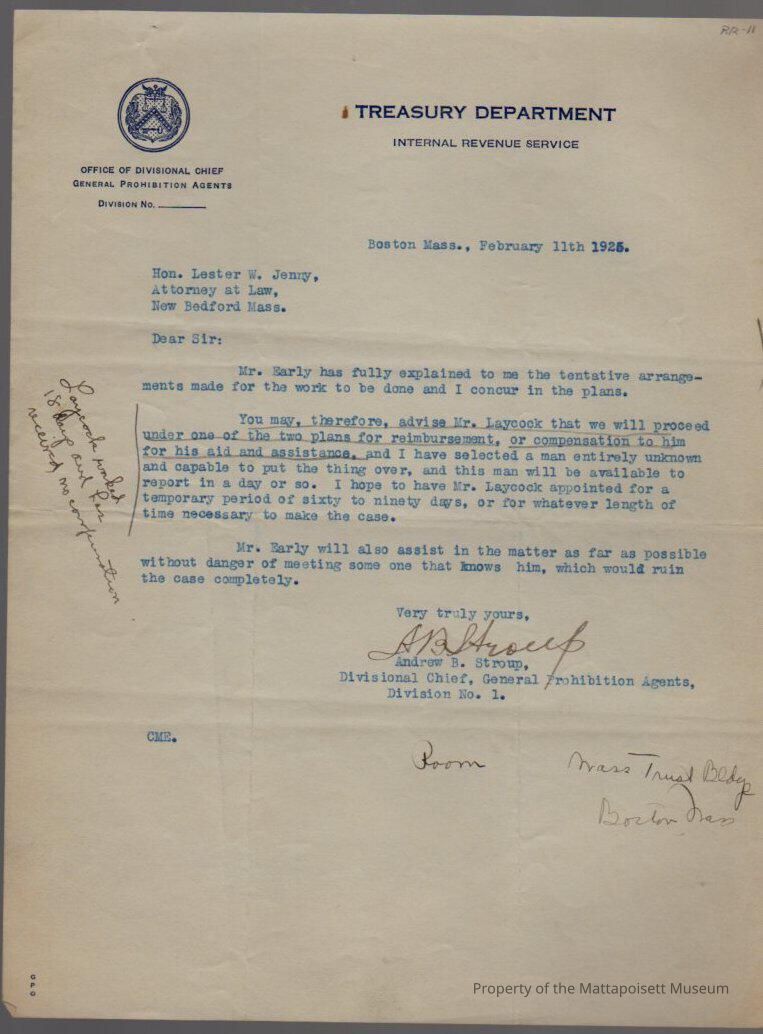 RR-11
TREASURY DEPARTMENT
INTERNAL REVENUE SERVICE
OFFICE OF DIVISIONAL CHIEF
GENERAL PROHIBITION AGENTS
DIVISION NO.
Boston Mass., February 11th 1925.
Hon. Lester W. Jenny,
Attorney at Law,
New Bedford Mass.
Dear Sir:
Mr. Early has fully explained to me the tentative arrange-
ments made for the work to be done and I concur in the plans.
You may, therefore, advise Mr. Laycock that we will proceed
under one of the two plans for reimbursement, or compensation to him
for his aid and assistance, and I have selected a man entirely unknown
and capable to put the thing over, and this man will be available to
report in a day or so. I hope to have Mr. Laycock appointed for a
temporary period of sixty to ninety days, or for whatever length of
time necessary to make the case.
Laycock worked
18 days and has
received no compensation
Mr. Early will also assist in the matter as far as possible
without danger of meeting some one that knows him, which would ruin
the case completely.
Very truly yours,
A B Stroup
Andrew B. Stroup,
Divisional Chief, General Prohibition Agents,
Division No. 1.
CME.
Room Mass Trust Bldg
Boston Mass
G
P
O
Property of the Mattapoisett Museum